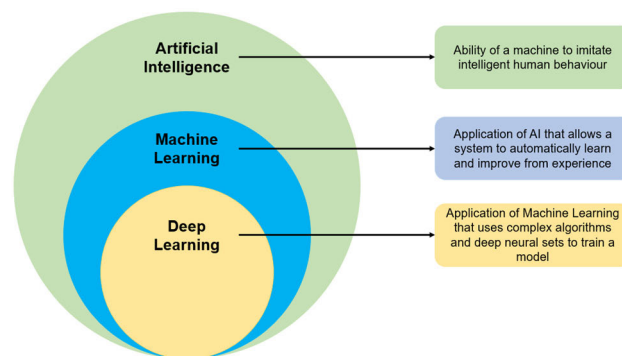 Artificial
Intelligence
Ability of a machine to imitate
intelligent human behaviour
Machine
Learning
Application of AI that allows a
system to automatically learn
and improve from experience
Deep
Learning
Application of Machine Learning
that uses complex algorithms
and deep neural sets to train a
model